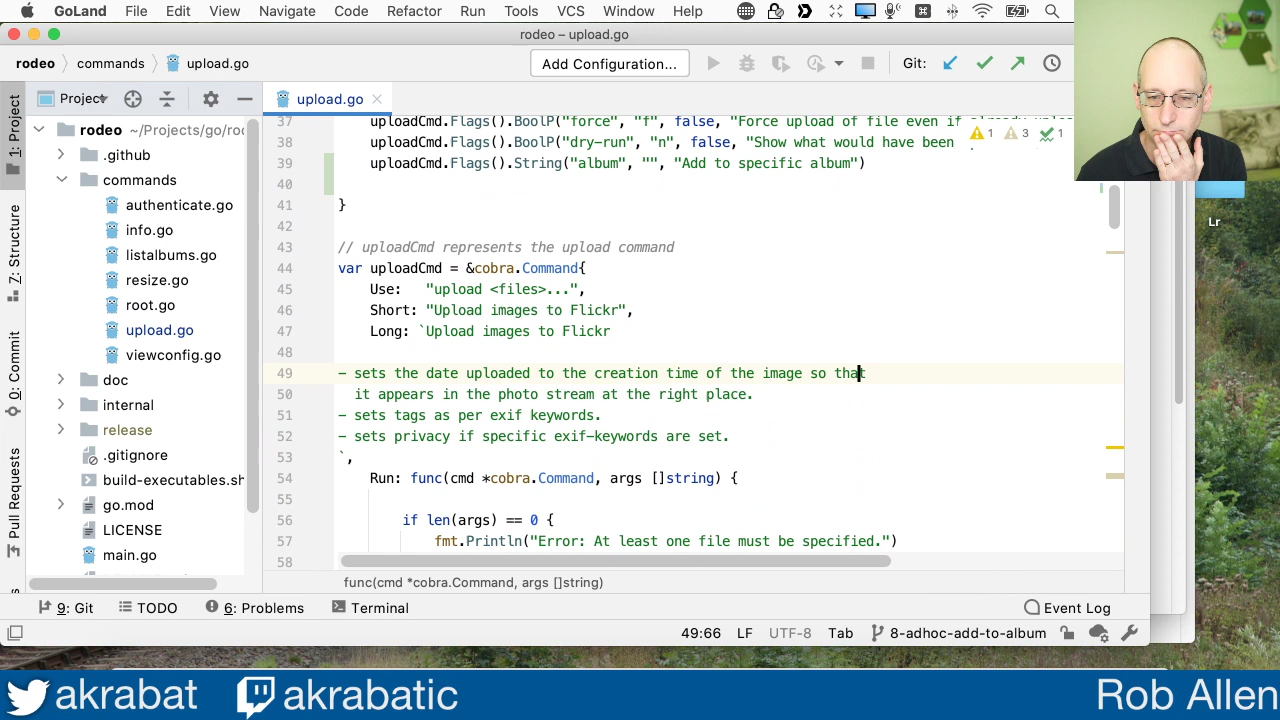 GoLand File Edit View Navigate Code Refactor Run Tools VCS Window Help
rodeo – upload.go
rodeo commands upload.go Add Configuration... Git:
1: Project
Z: Structure
0: Commit
Pull Requests
Project
rodeo ~/Projects/go/roc
.github
commands
authenticate.go
info.go
listalbums.go
resize.go
root.go
upload.go
viewconfig.go
doc
internal
release
.gitignore
build-executables.sh
go.mod
LICENSE
main.go
upload.go
1 3 1
37 uploadCmd.Flags().BoolP("force", "f", false, "Force upload of file even if already uploa
38 uploadCmd.Flags().BoolP("dry-run", "n", false, "Show what would have been
39 uploadCmd.Flags().String("album", "", "Add to specific album")
40
41 }
42
43 // uploadCmd represents the upload command
44 var uploadCmd = &cobra.Command{
45 Use: "upload <files>...",
46 Short: "Upload images to Flickr",
47 Long: `Upload images to Flickr
48
49 - sets the date uploaded to the creation time of the image so that
50 it appears in the photo stream at the right place.
51 - sets tags as per exif keywords.
52 - sets privacy if specific exif-keywords are set.
53 `,
54 Run: func(cmd *cobra.Command, args []string) {
55
56 if len(args) == 0 {
57 fmt.Println("Error: At least one file must be specified.")
58
func(cmd *cobra.Command, args []string)
9: Git TODO 6: Problems Terminal Event Log
49:66 LF UTF-8 Tab 8-adhoc-add-to-album
Lr
akrabat akrabatic Rob Allen